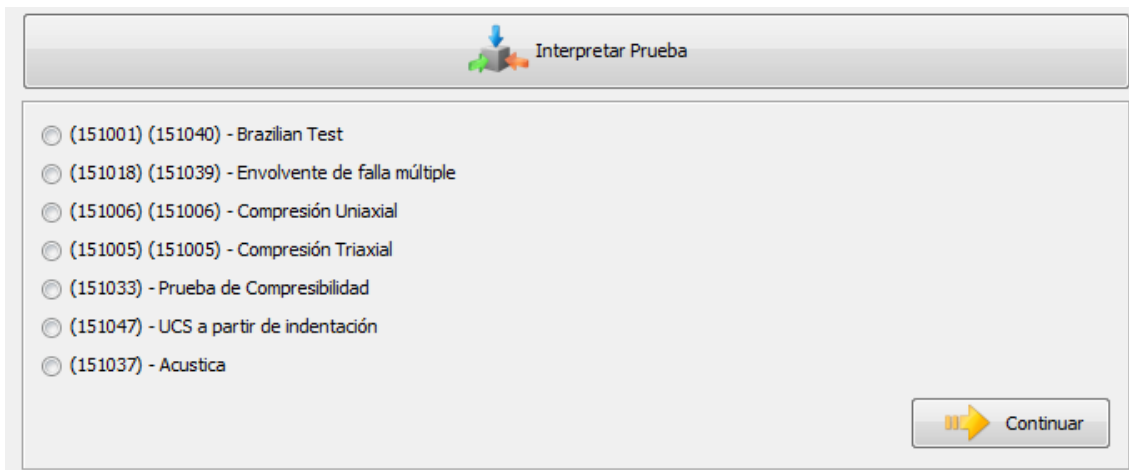 Interpretar Prueba
(151001) (151040) - Brazilian Test
(151018) (151039) - Envolvente de falla múltiple
(151006) (151006) - Compresión Uniaxial
(151005) (151005) - Compresión Triaxial
(151033) - Prueba de Compresibilidad
(151047) - UCS a partir de indentación
(151037) - Acustica
Continuar